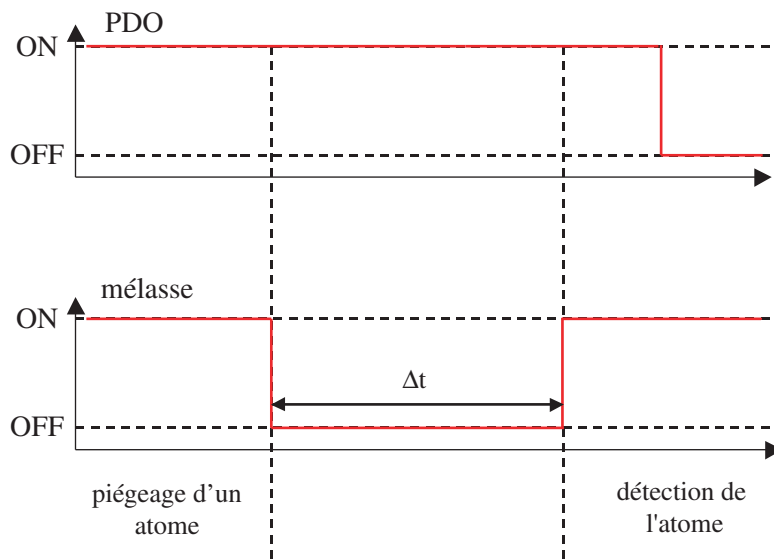 PDO
ON
OFF
mélasse
ON
Δt
OFF
piégeage d'un
atome
détection de
l'atome